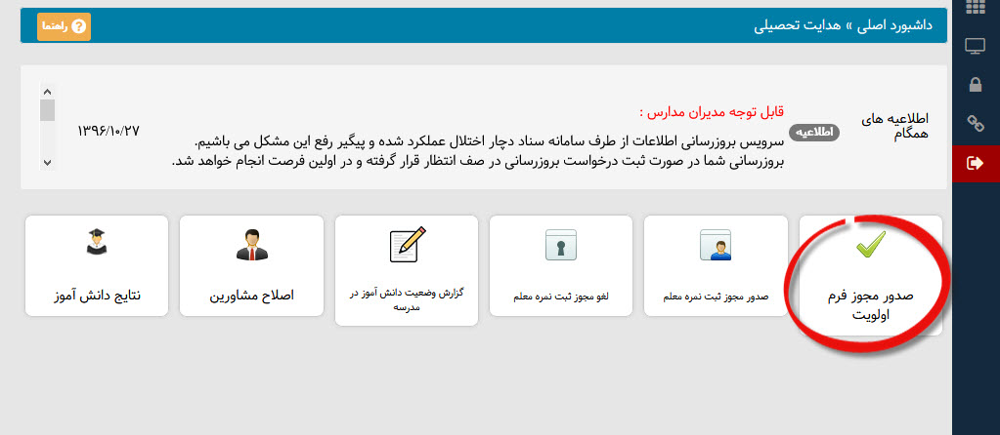 داشبورد اصلی » هدایت تحصیلی
راهنما
اطلاعیه های
همگام
اطلاعیه
قابل توجه مدیران مدارس :
سرویس بروزرسانی اطلاعات از طرف سامانه سناد دچار اختلال عملکرد شده و پیگیر رفع این مشکل می باشیم.
بروزرسانی شما در صورت ثبت درخواست بروزرسانی در صف انتظار قرار گرفته و در اولین فرصت انجام خواهد شد.
۱۳۹۶/۱۰/۲۷
صدور مجوز فرم
اولویت
صدور مجوز ثبت نمره معلم
لغو مجوز ثبت نمره معلم
گزارش وضعیت دانش آموز در
مدرسه
اصلاح مشاورین
نتایج دانش آموز